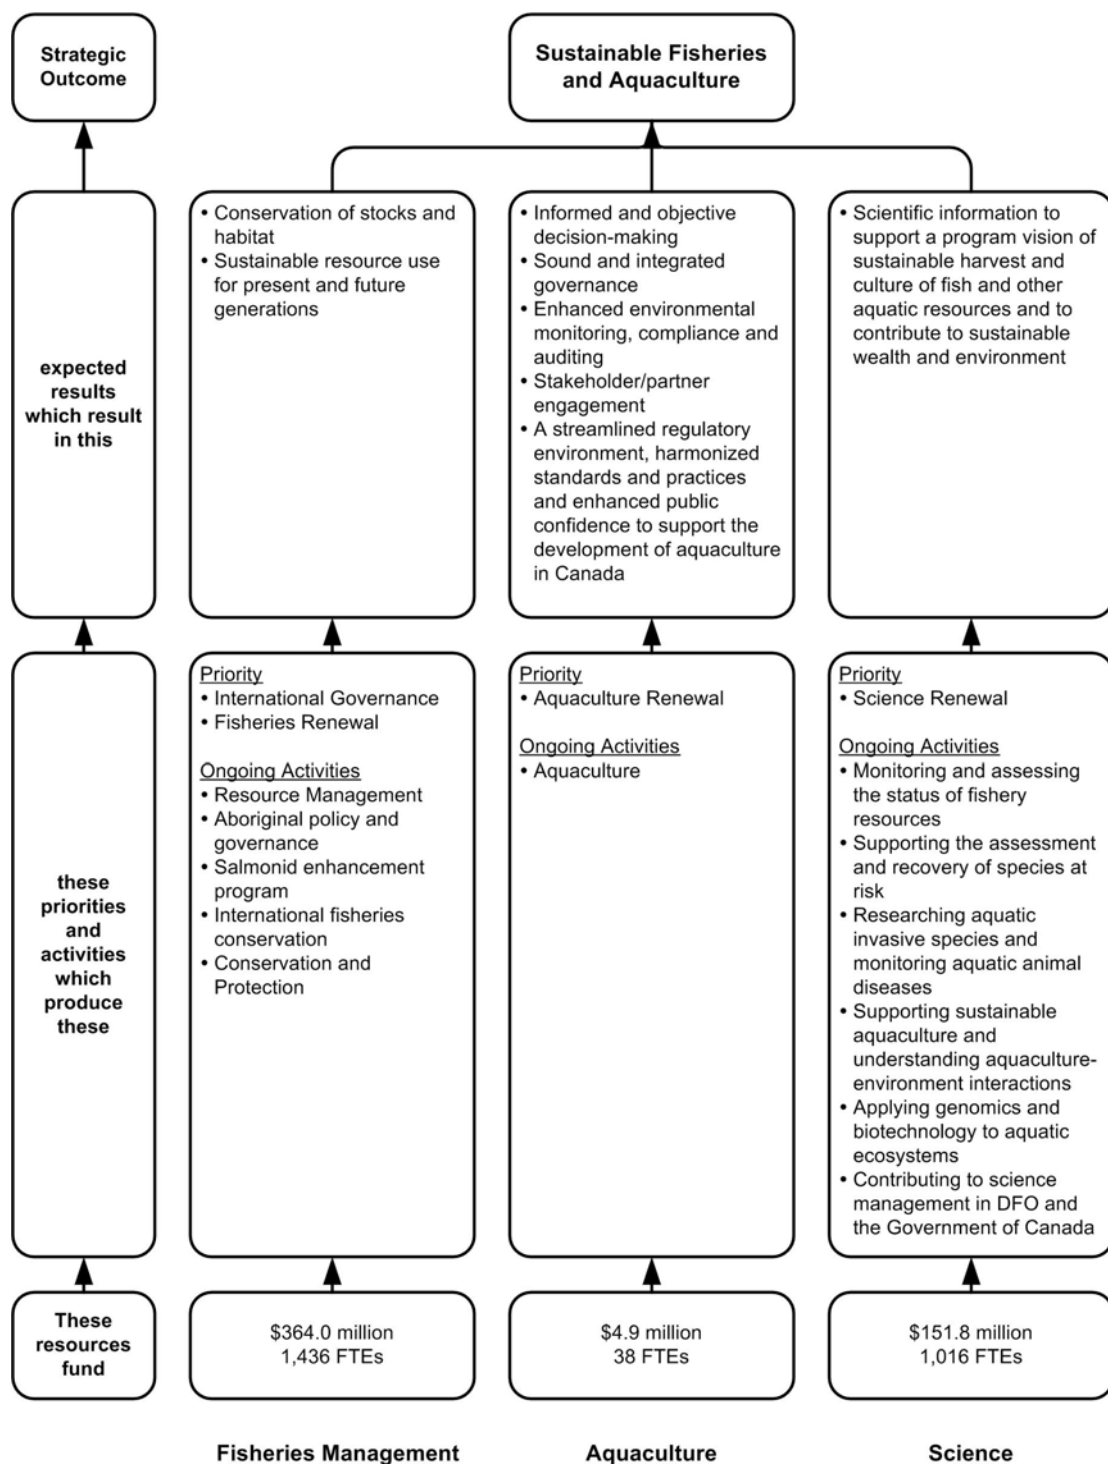 Strategic
Outcome
Sustainable Fisheries
and Aquaculture
expected
results
which result
in this
• Conservation of stocks and
habitat
• Sustainable resource use
for present and future
generations
• Informed and objective
decision-making
• Sound and integrated
governance
• Enhanced environmental
monitoring, compliance and
auditing
• Stakeholder/partner
engagement
• A streamlined regulatory
environment, harmonized
standards and practices
and enhanced public
confidence to support the
development of aquaculture
in Canada
• Scientific information to
support a program vision of
sustainable harvest and
culture of fish and other
aquatic resources and to
contribute to sustainable
wealth and environment
these
priorities
and
activities
which
produce
these
Priority
• International Governance
• Fisheries Renewal
Ongoing Activities
• Resource Management
• Aboriginal policy and
governance
• Salmonid enhancement
program
• International fisheries
conservation
• Conservation and
Protection
Priority
• Aquaculture Renewal
Ongoing Activities
• Aquaculture
Priority
• Science Renewal
Ongoing Activities
• Monitoring and assessing
the status of fishery
resources
• Supporting the assessment
and recovery of species at
risk
• Researching aquatic
invasive species and
monitoring aquatic animal
diseases
• Supporting sustainable
aquaculture and
understanding aquaculture-
environment interactions
• Applying genomics and
biotechnology to aquatic
ecosystems
• Contributing to science
management in DFO and
the Government of Canada
These
resources
fund
$364.0 million
1,436 FTEs
$4.9 million
38 FTEs
$151.8 million
1,016 FTEs
Fisheries Management
Aquaculture
Science